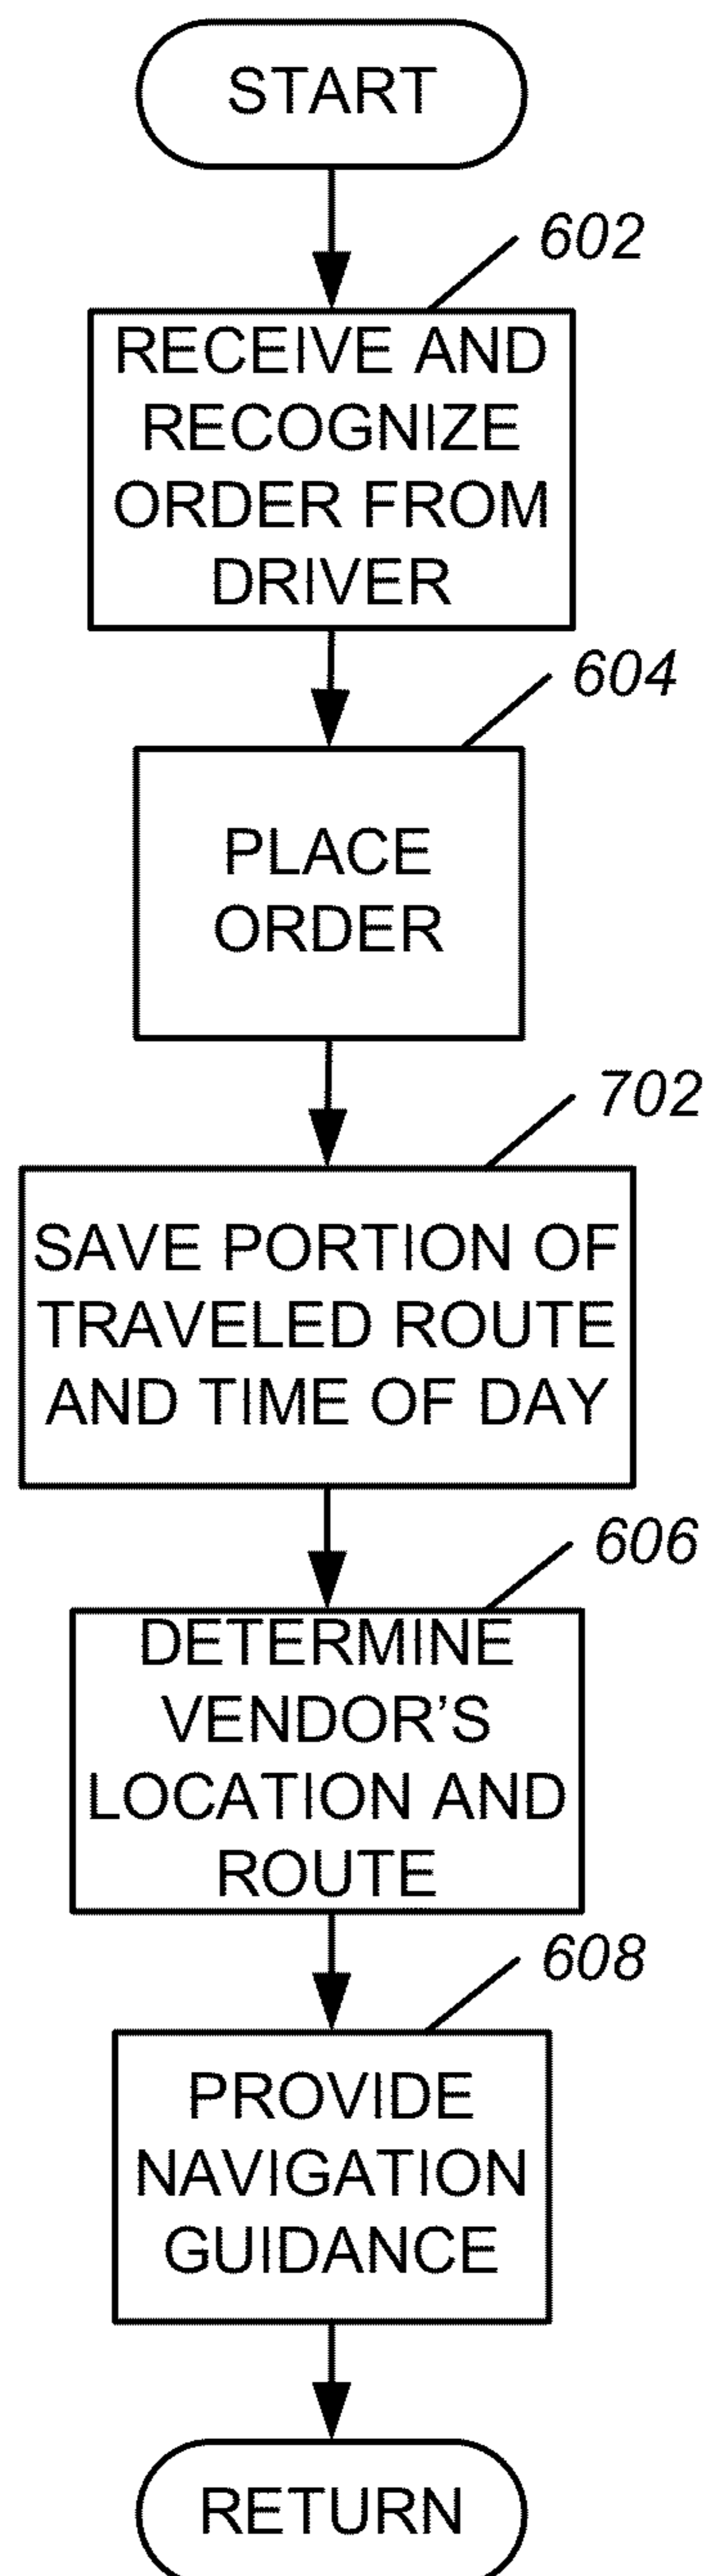 START
602
RECEIVE AND
RECOGNIZE
ORDER FROM
DRIVER
604
PLACE
ORDER
702
SAVE PORTION OF
TRAVELED ROUTE
AND TIME OF DAY
606
DETERMINE
VENDOR'S
LOCATION AND
ROUTE
608
PROVIDE
NAVIGATION
GUIDANCE
RETURN